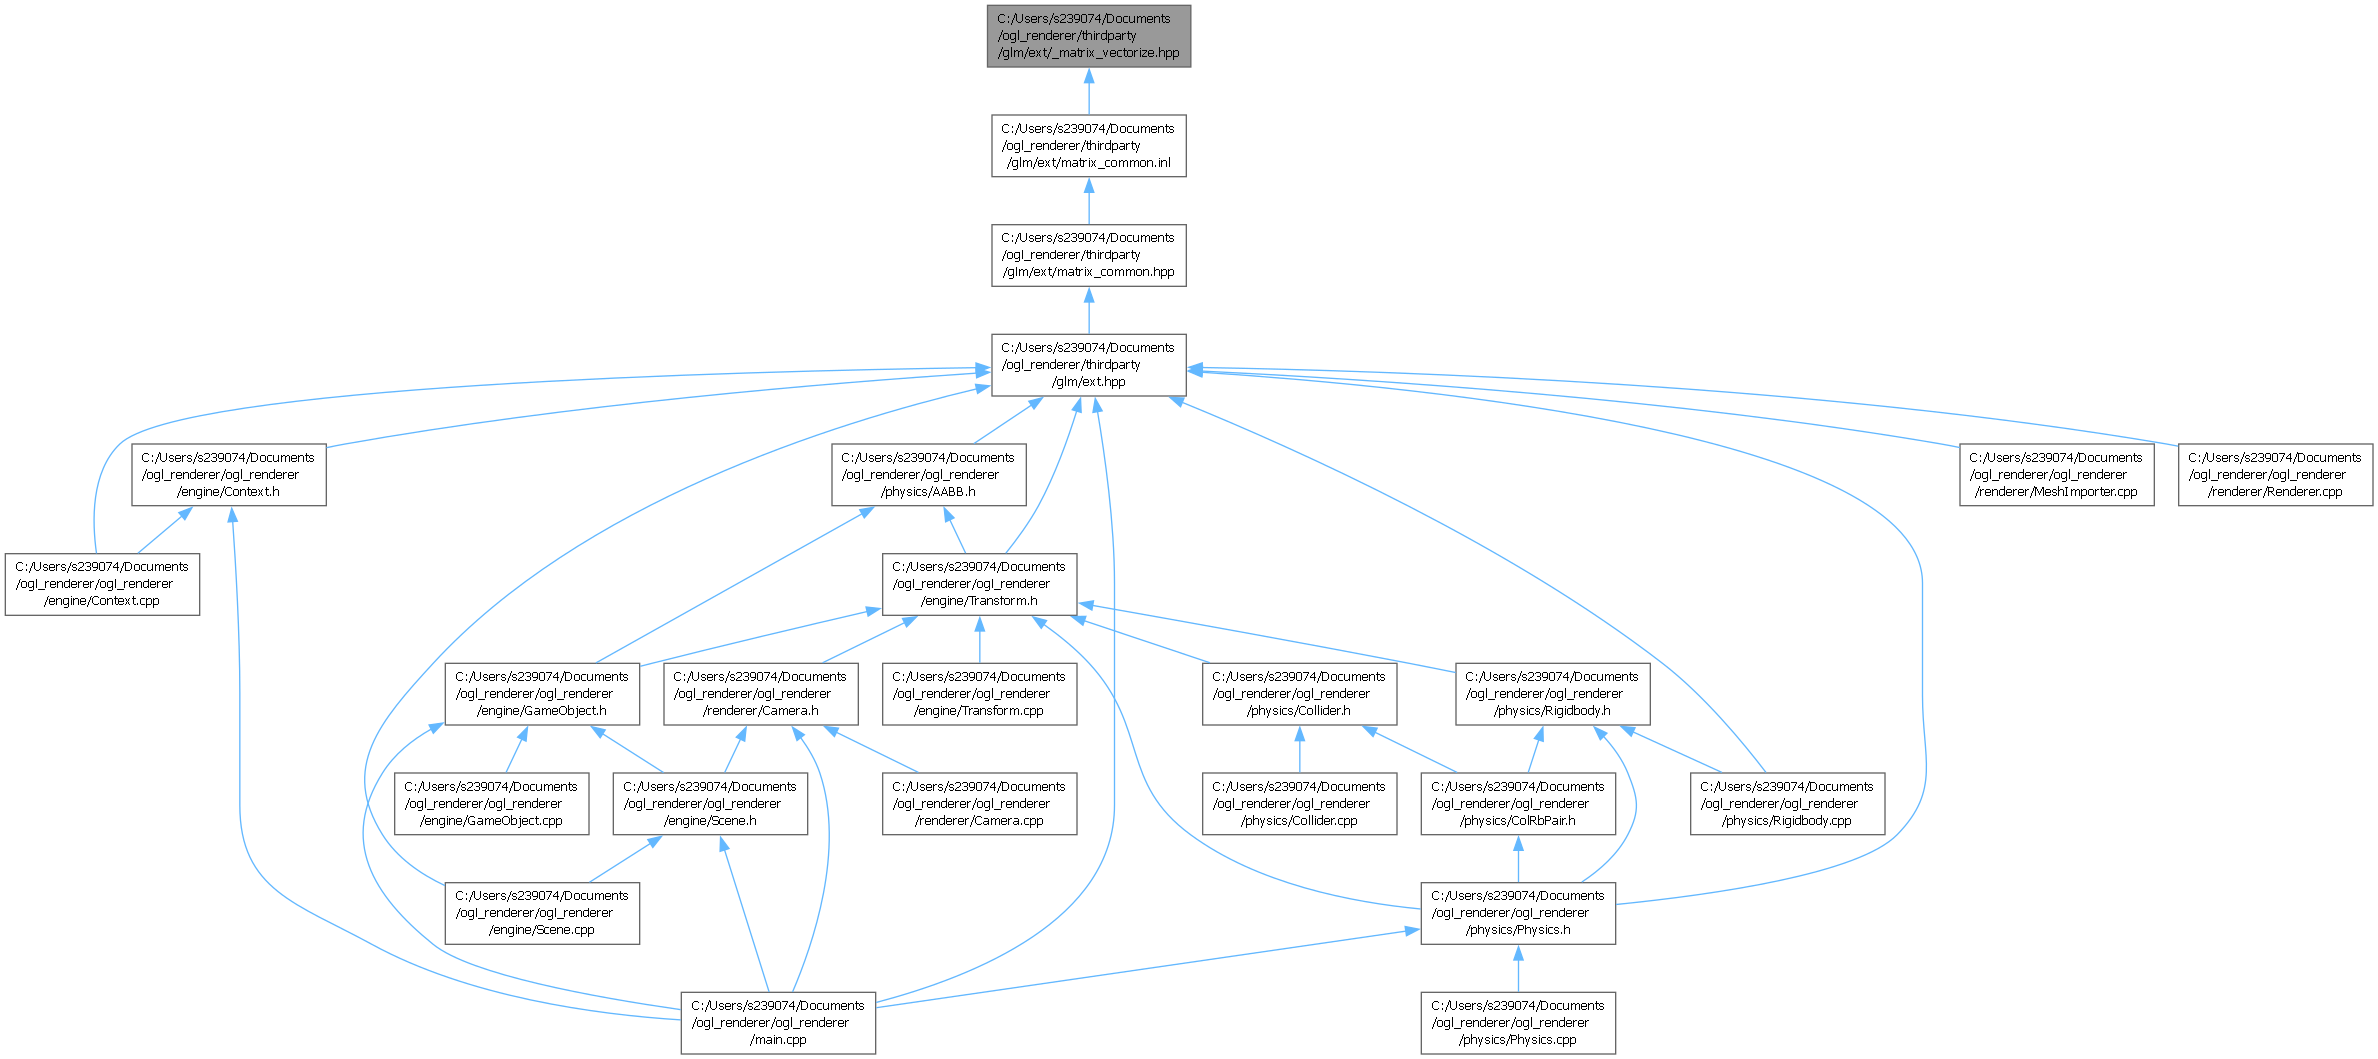 C:/Users/s239074/Documents
/ogl_renderer/thirdparty
/glm/ext/_matrix_vectorize.hpp
C:/Users/s239074/Documents
/ogl_renderer/thirdparty
/glm/ext/matrix_common.inl
C:/Users/s239074/Documents
/ogl_renderer/thirdparty
/glm/ext/matrix_common.hpp
C:/Users/s239074/Documents
/ogl_renderer/thirdparty
/glm/ext.hpp
C:/Users/s239074/Documents
/ogl_renderer/ogl_renderer
/engine/Context.h
C:/Users/s239074/Documents
/ogl_renderer/ogl_renderer
/physics/AABB.h
C:/Users/s239074/Documents
/ogl_renderer/ogl_renderer
/renderer/MeshImporter.cpp
C:/Users/s239074/Documents
/ogl_renderer/ogl_renderer
/renderer/Renderer.cpp
C:/Users/s239074/Documents
/ogl_renderer/ogl_renderer
/engine/Context.cpp
C:/Users/s239074/Documents
/ogl_renderer/ogl_renderer
/engine/Transform.h
C:/Users/s239074/Documents
/ogl_renderer/ogl_renderer
/engine/GameObject.h
C:/Users/s239074/Documents
/ogl_renderer/ogl_renderer
/renderer/Camera.h
C:/Users/s239074/Documents
/ogl_renderer/ogl_renderer
/engine/Transform.cpp
C:/Users/s239074/Documents
/ogl_renderer/ogl_renderer
/physics/Collider.h
C:/Users/s239074/Documents
/ogl_renderer/ogl_renderer
/physics/Rigidbody.h
C:/Users/s239074/Documents
/ogl_renderer/ogl_renderer
/engine/GameObject.cpp
C:/Users/s239074/Documents
/ogl_renderer/ogl_renderer
/engine/Scene.h
C:/Users/s239074/Documents
/ogl_renderer/ogl_renderer
/renderer/Camera.cpp
C:/Users/s239074/Documents
/ogl_renderer/ogl_renderer
/physics/Collider.cpp
C:/Users/s239074/Documents
/ogl_renderer/ogl_renderer
/physics/ColRbPair.h
C:/Users/s239074/Documents
/ogl_renderer/ogl_renderer
/physics/Rigidbody.cpp
C:/Users/s239074/Documents
/ogl_renderer/ogl_renderer
/engine/Scene.cpp
C:/Users/s239074/Documents
/ogl_renderer/ogl_renderer
/physics/Physics.h
C:/Users/s239074/Documents
/ogl_renderer/ogl_renderer
/main.cpp
C:/Users/s239074/Documents
/ogl_renderer/ogl_renderer
/physics/Physics.cpp